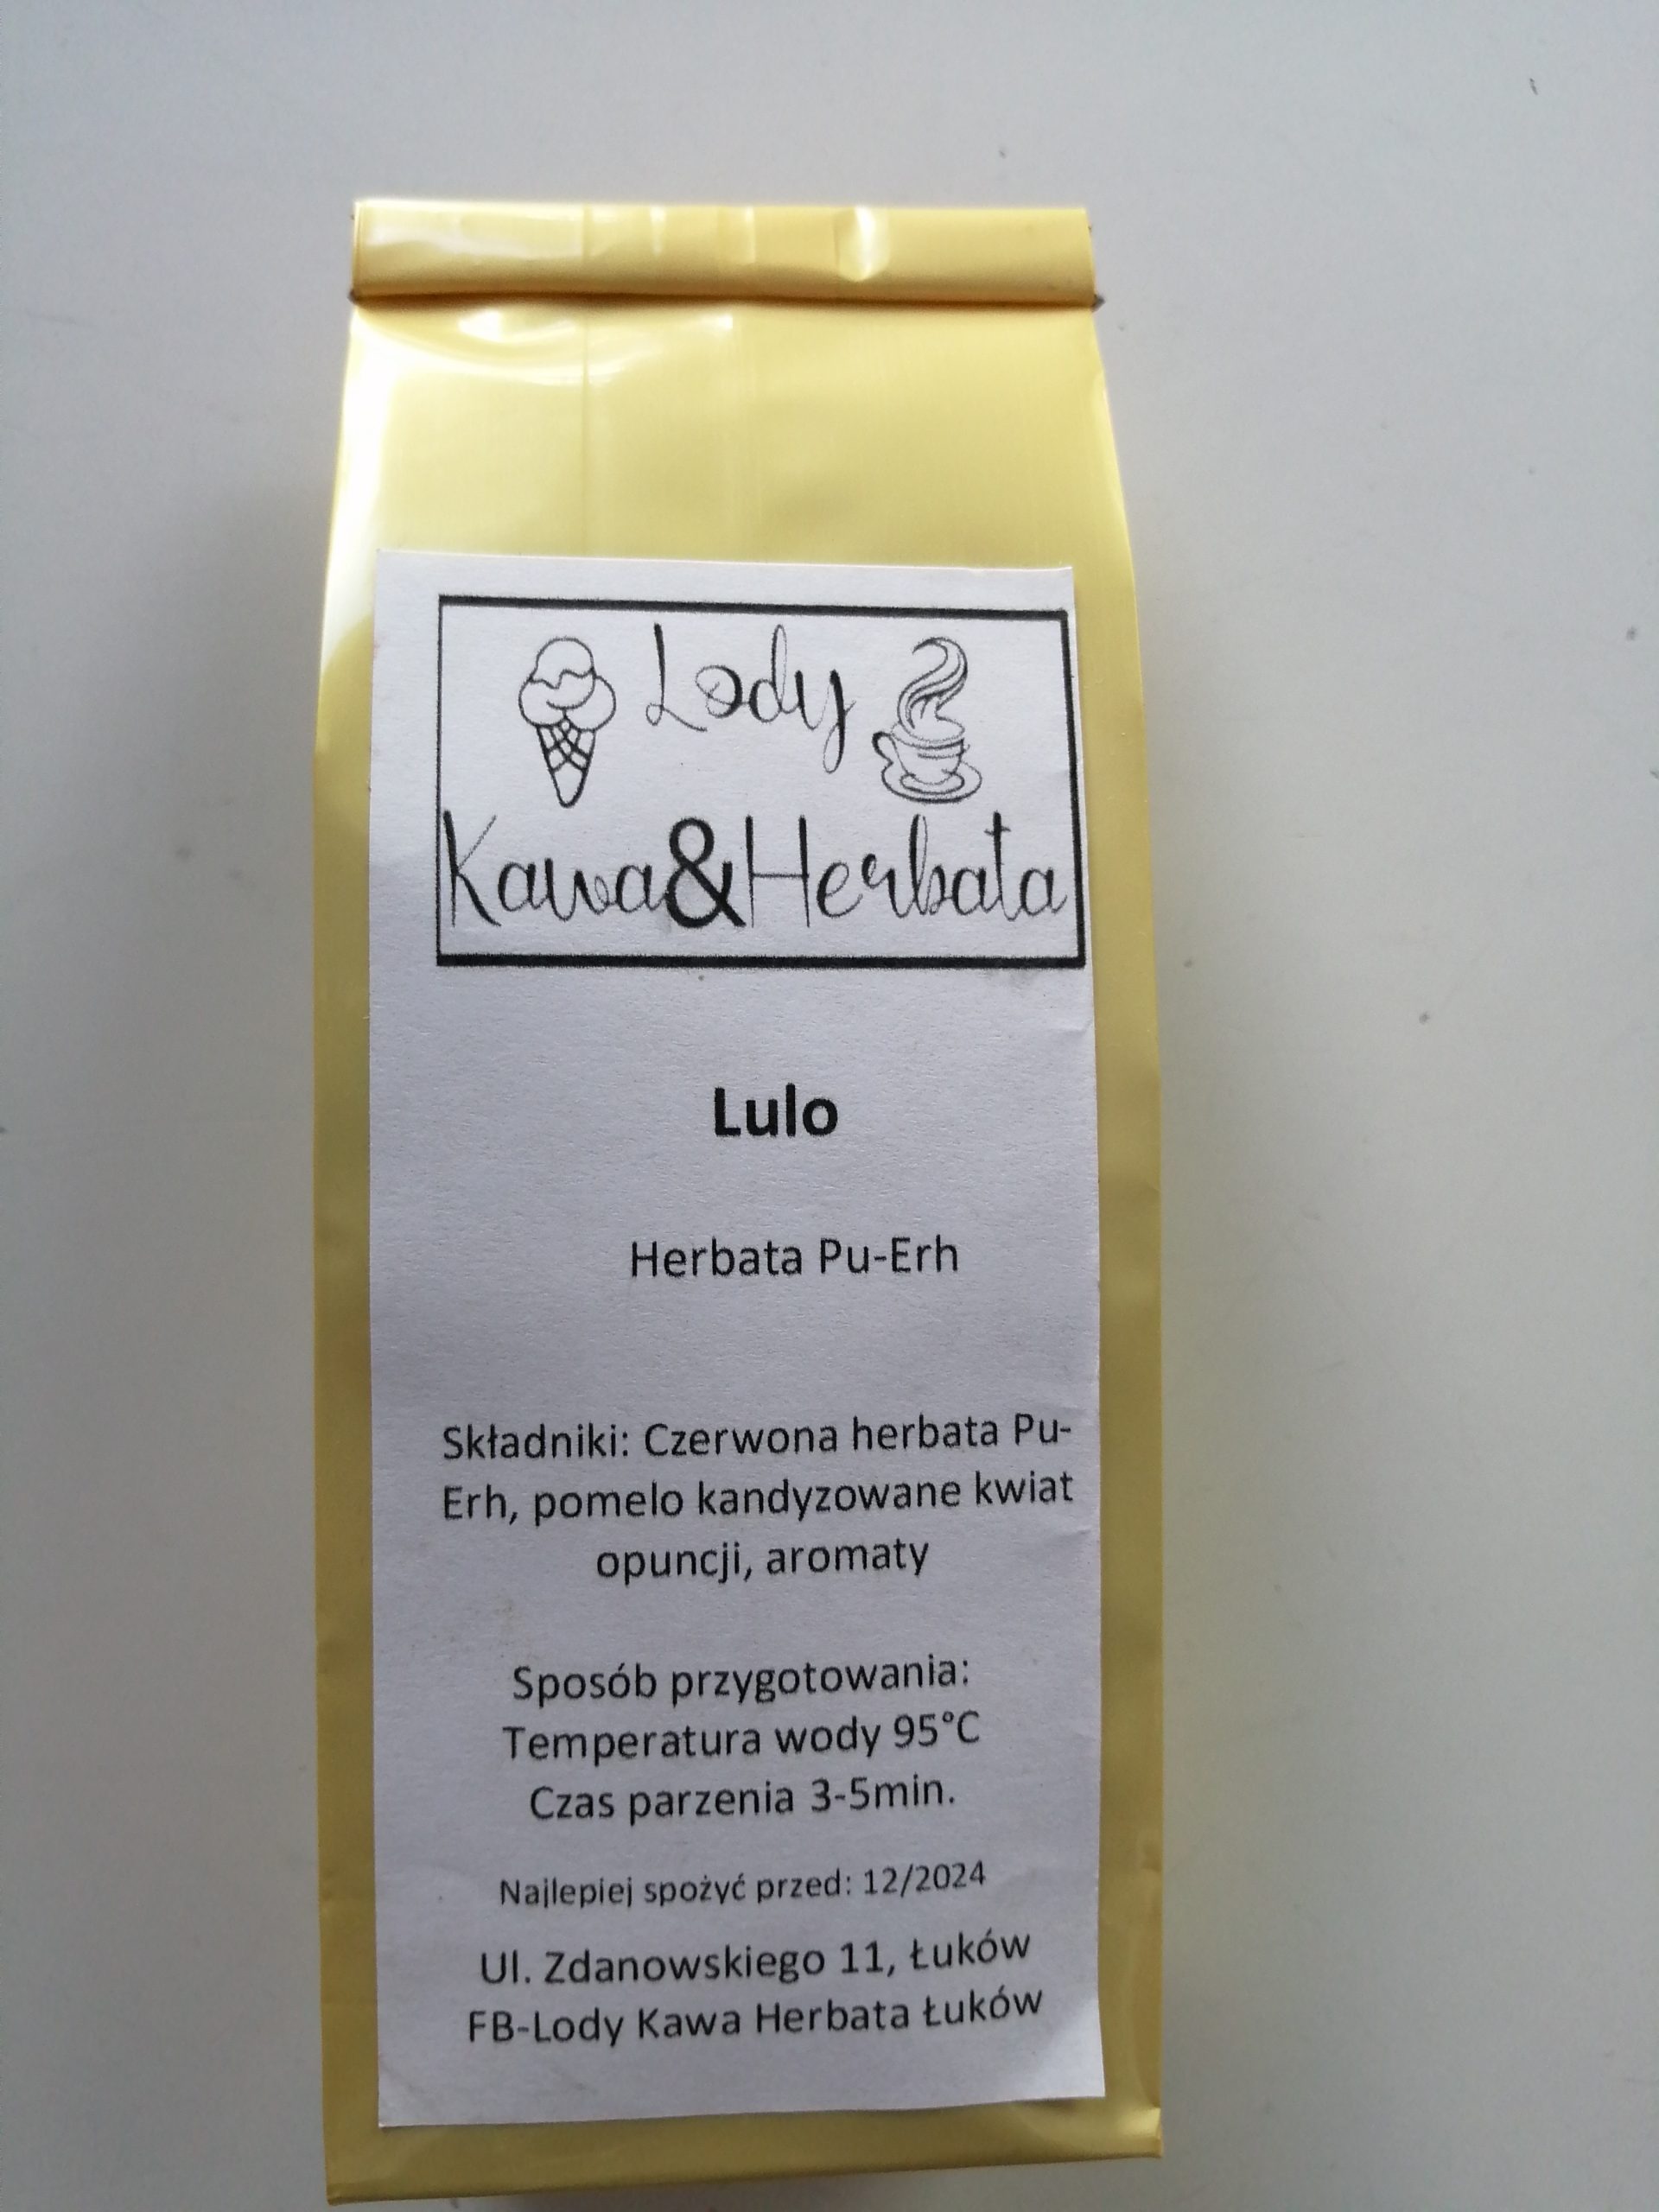 Lody
Kawa&Herbata
Lulo
Herbata Pu-Erh
Składniki: Czerwona herbata Pu-
Erh, pomelo kandyzowane kwiat
opuncji, aromaty
Sposób przygotowania:
Temperatura wody 95°C
Czas parzenia 3-5min.
Najlepiej spożyć przed: 12/2024
Ul. Zdanowskiego 11, Łuków
FB-Lody Kawa Herbata Łuków